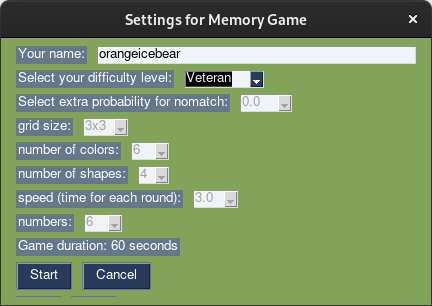 Settings for Memory Game ×
Your name: orangeicebear
Select your difficulty level: Veteran
Select extra probability for nomatch: 0.0
grid size: 3x3
number of colors: 6
number of shapes: 4
speed (time for each round): 3.0
numbers: 6
Game duration: 60 seconds
Start Cancel